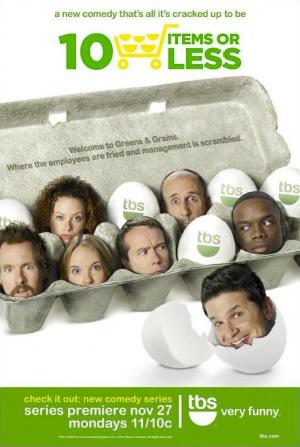 a new comedy that's all it's cracked up to be
10 ITEMS OR LESS
Welcome to Greens & Grains.
Where the employees are fried and management is scrambled.
tbs
tbs
tbs
tbs
tbs
check it out: new comedy series
series premiere nov 27
mondays 11/10c
tbs
very funny.
tbs.com